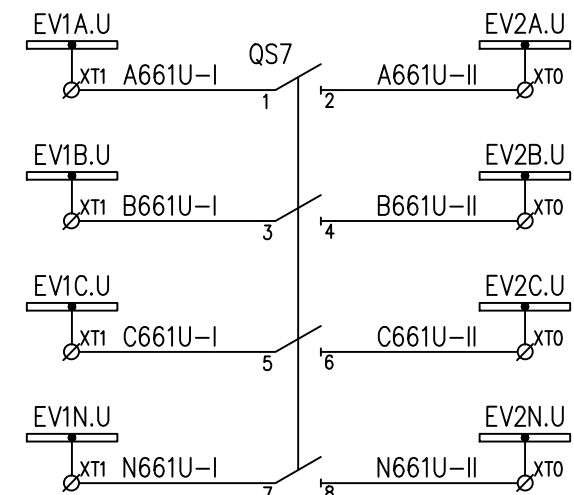 EV1A.U EV2A.U
QS7
XT1 A661U-I A661U-II XT0
1 2
EV1B.U EV2B.U
XT1 B661U-I B661U-II XT0
3 4
EV1C.U EV2C.U
XT1 C661U-I C661U-II XT0
5 6
EV1N.U EV2N.U
XT1 N661U-I N661U-II XT0
7 8